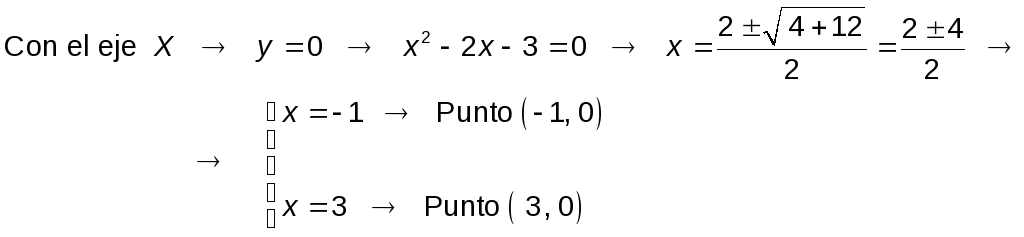 Con el eje X → y = 0 → x² - 2x - 3 = 0 → x = (2 ± √(4 + 12))/2 = (2 ± 4)/2 →
→ x = - 1 → Punto (- 1, 0)
x = 3 → Punto ( 3, 0)